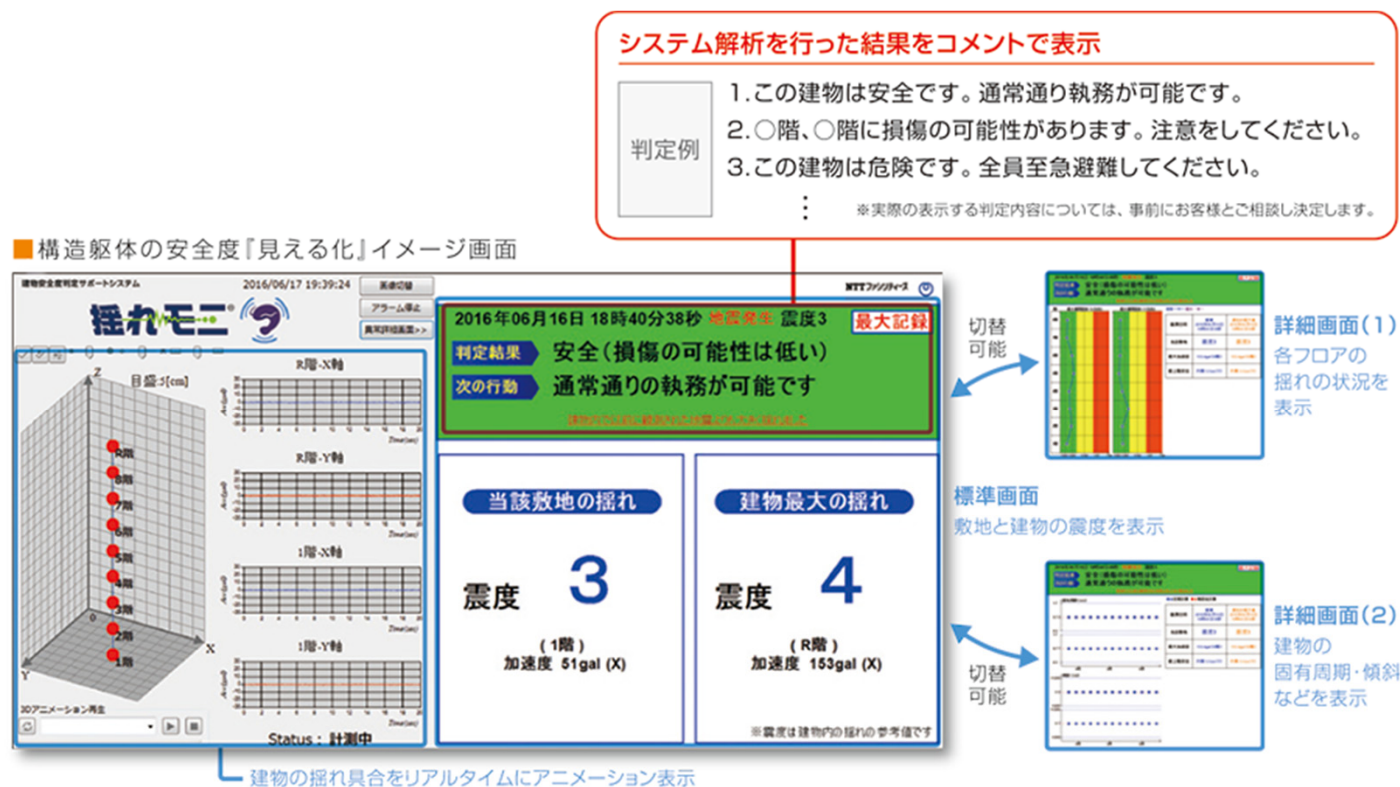 システム解析を行った結果をコメントで表示
判定例
1.この建物は安全です。通常通り執務が可能です。
2.○階、○階に損傷の可能性があります。注意をしてください。
3.この建物は危険です。全員至急避難してください。
※実際の表示する判定内容については、事前にお客様とご相談し決定します。
■構造躯体の安全度『見える化』イメージ画面
建物安全度判定サポートシステム
2016/06/17 19:39:24
画像切替
アラーム停止
揺れモニ®
NTTファシリティーズ
2016年06月16日 18時40分38秒 地震発生 震度3
最大記録
判定結果
安全(損傷の可能性は低い)
次の行動
通常通りの執務が可能です
目盛:5[cm]
Z
R階
8階
7階
6階
5階
4階
3階
2階
1階
0
X
Y
R階-X軸
Time(sec)
R階-Y軸
Time(sec)
1階-X軸
Time(sec)
1階-Y軸
Time(sec)
3Dアニメーション再生
Status : 計測中
当該敷地の揺れ
震度 3
(1階)
加速度 51gal (X)
建物最大の揺れ
震度 4
(R階)
加速度 153gal (X)
※震度は建物内の揺れの参考値です
建物の揺れ具合をリアルタイムにアニメーション表示
切替
可能
詳細画面(1)
各フロアの
揺れの状況を
表示
標準画面
敷地と建物の震度を表示
切替
可能
詳細画面(2)
建物の
固有周期・傾斜
などを表示